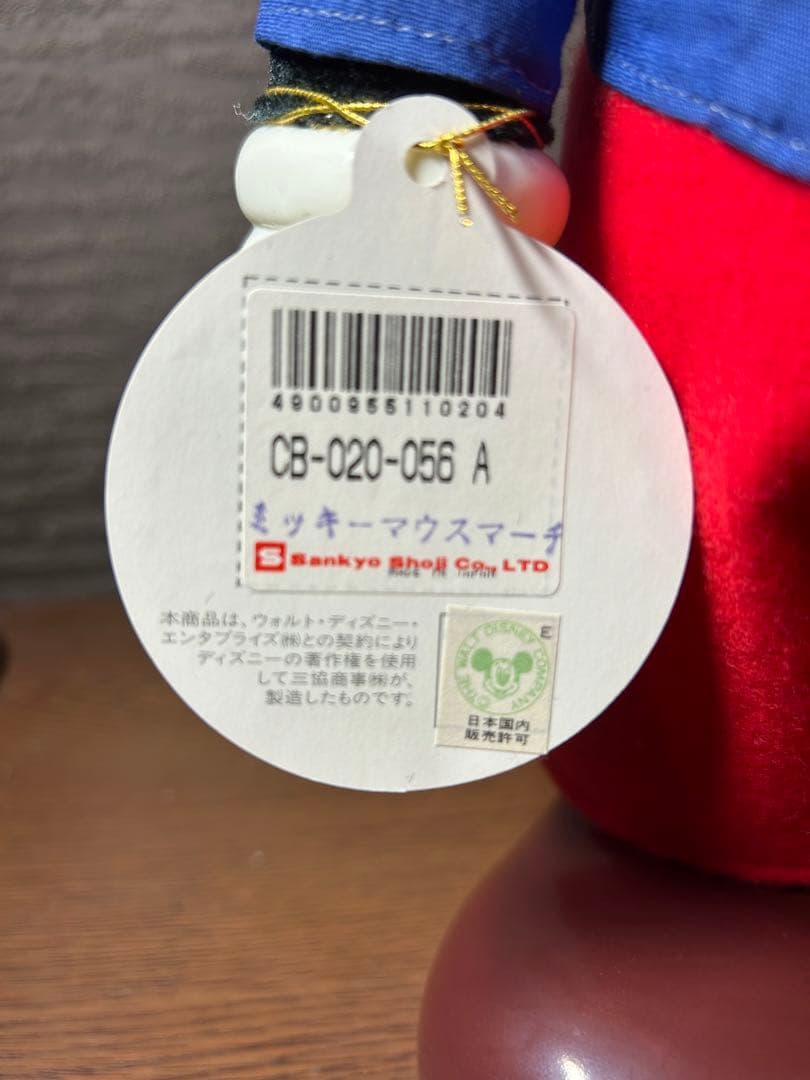 4900955110204
CB-020-056 A
ミッキーマウスマーチ
S Sankyo Shoji Co., LTD
MADE IN JAPAN
本商品は、ウォルト・ディズニー・
エンタプライズ㈱との契約により
ディズニーの著作権を使用
して三協商事㈱が、
製造したものです。
E
©THE WALT DISNEY COMPANY
日本国内
販売許可